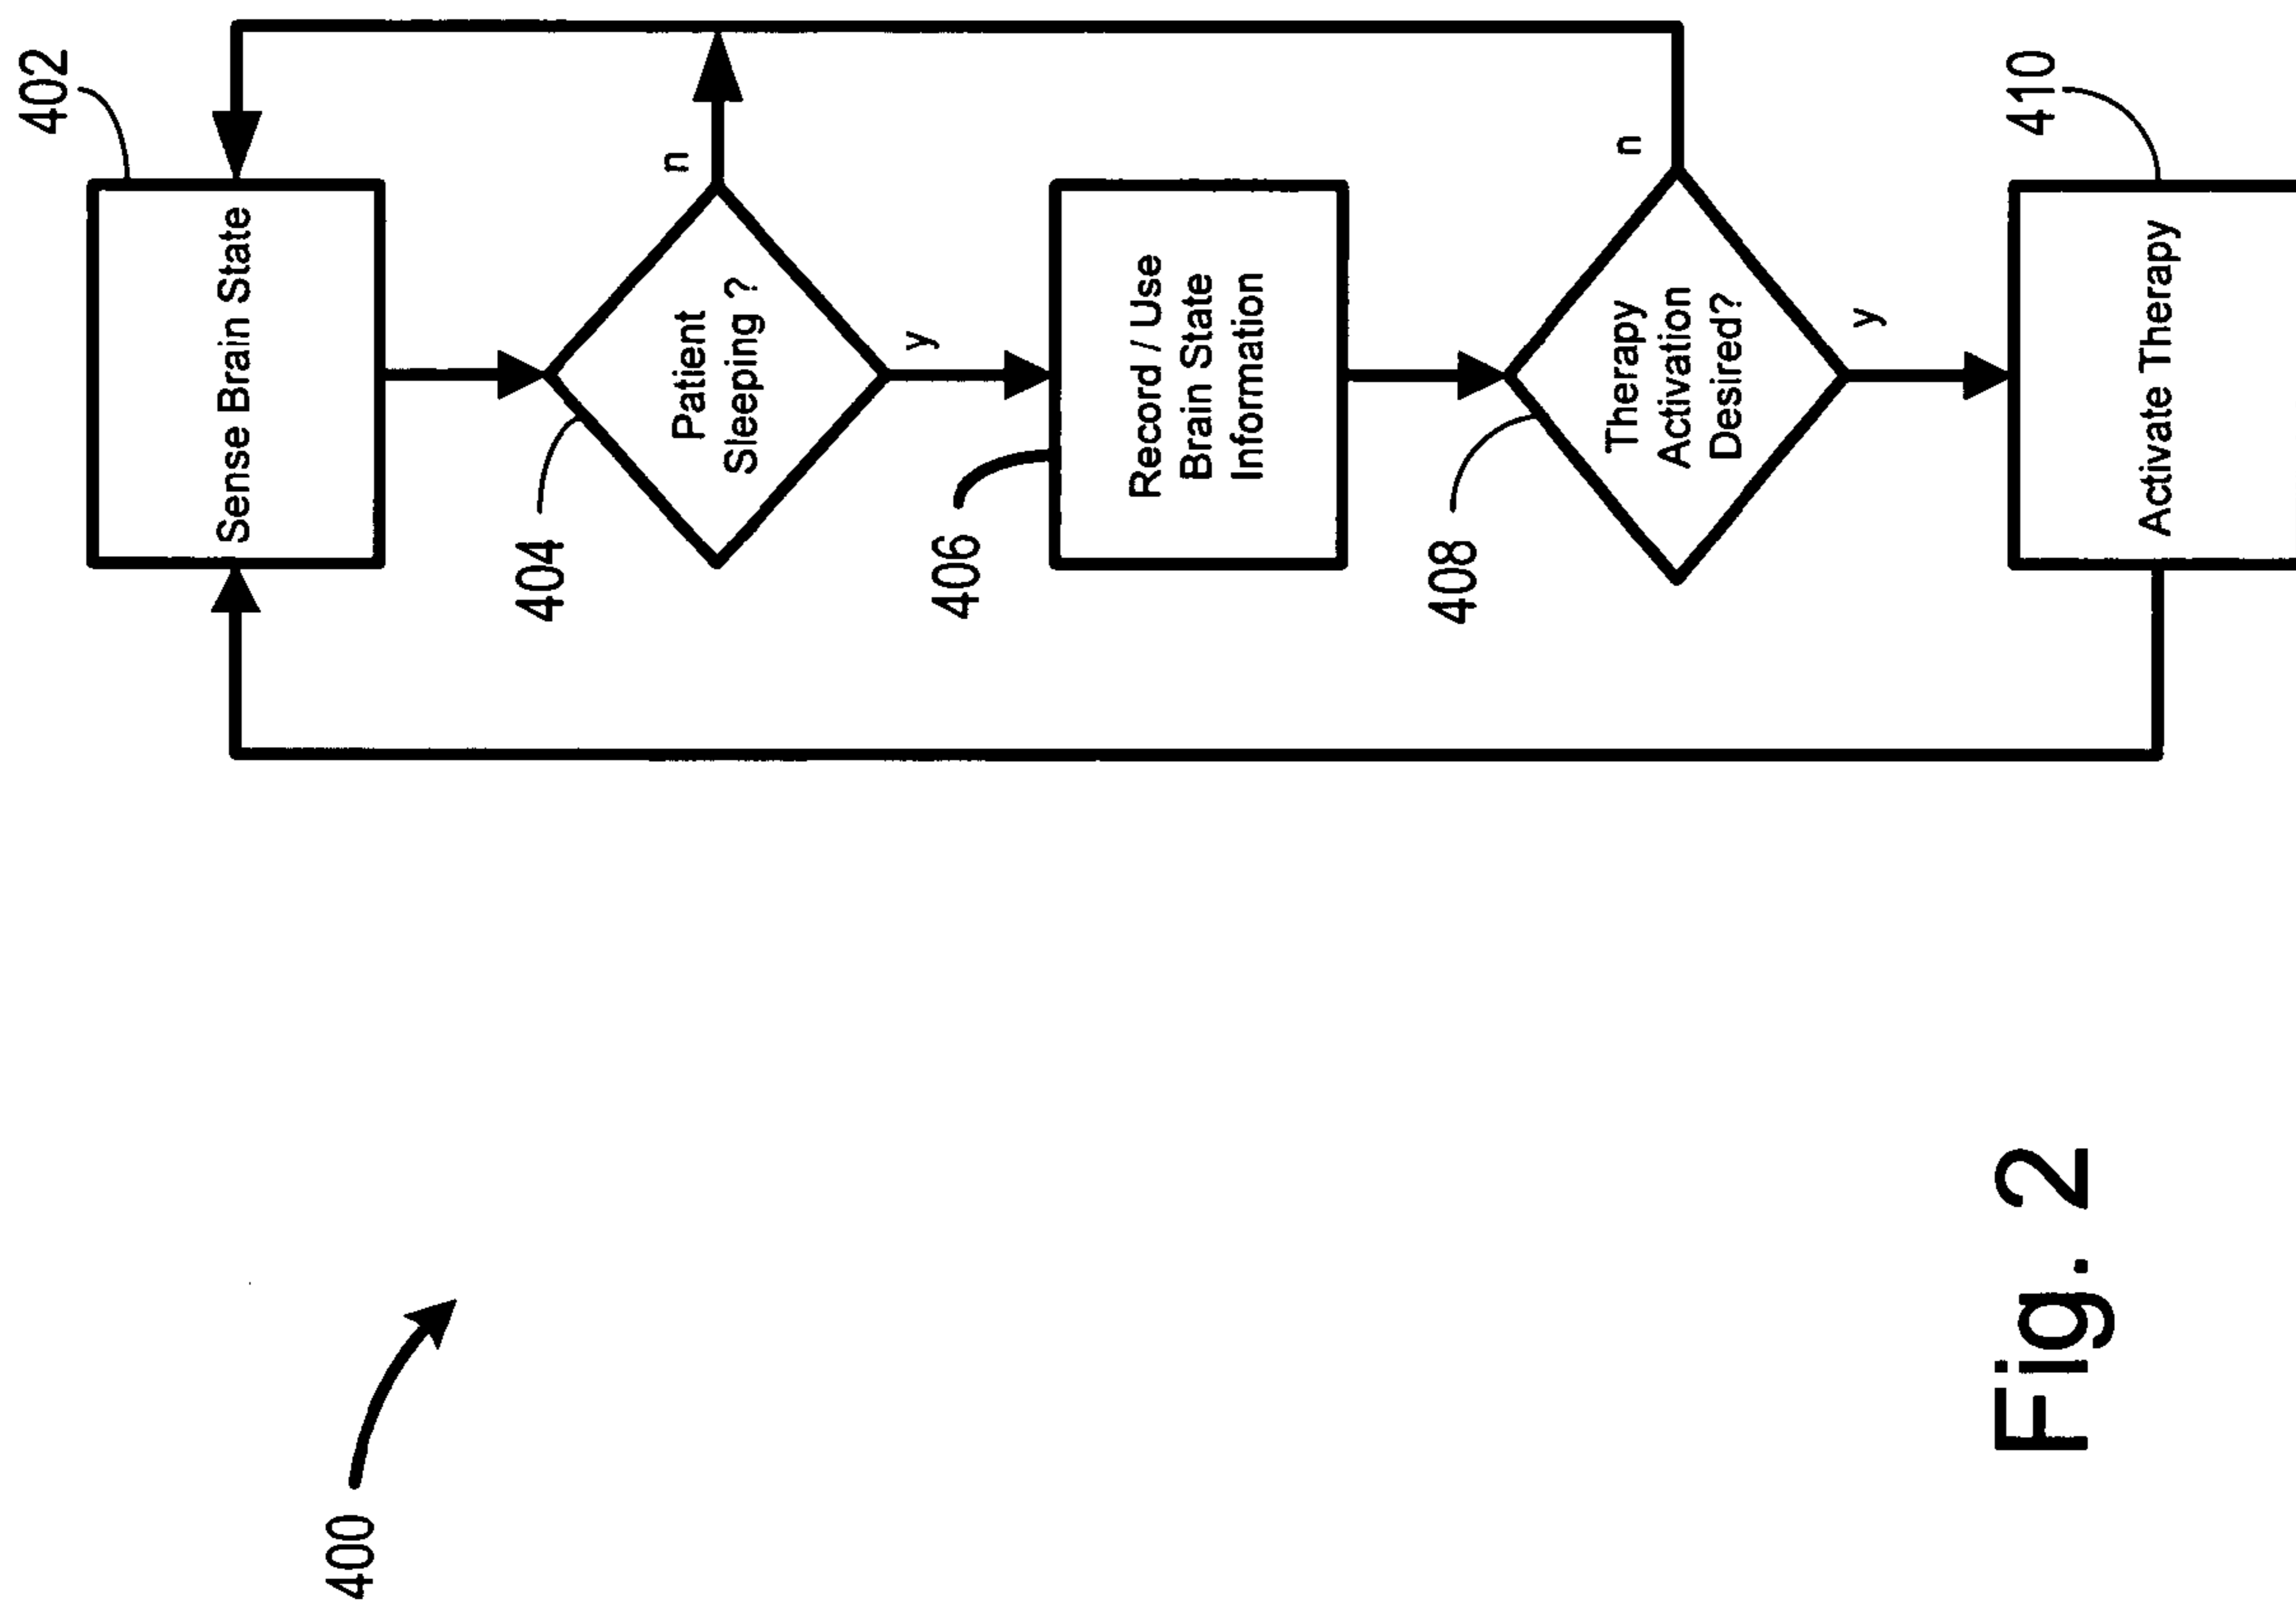 402
Sense Brain State
404
Patient
Sleeping ?
n
y
406
Record / Use
Brain State
Information
408
Therapy
Activation
Desired?
n
y
410
Activate Therapy
400
Fig. 2